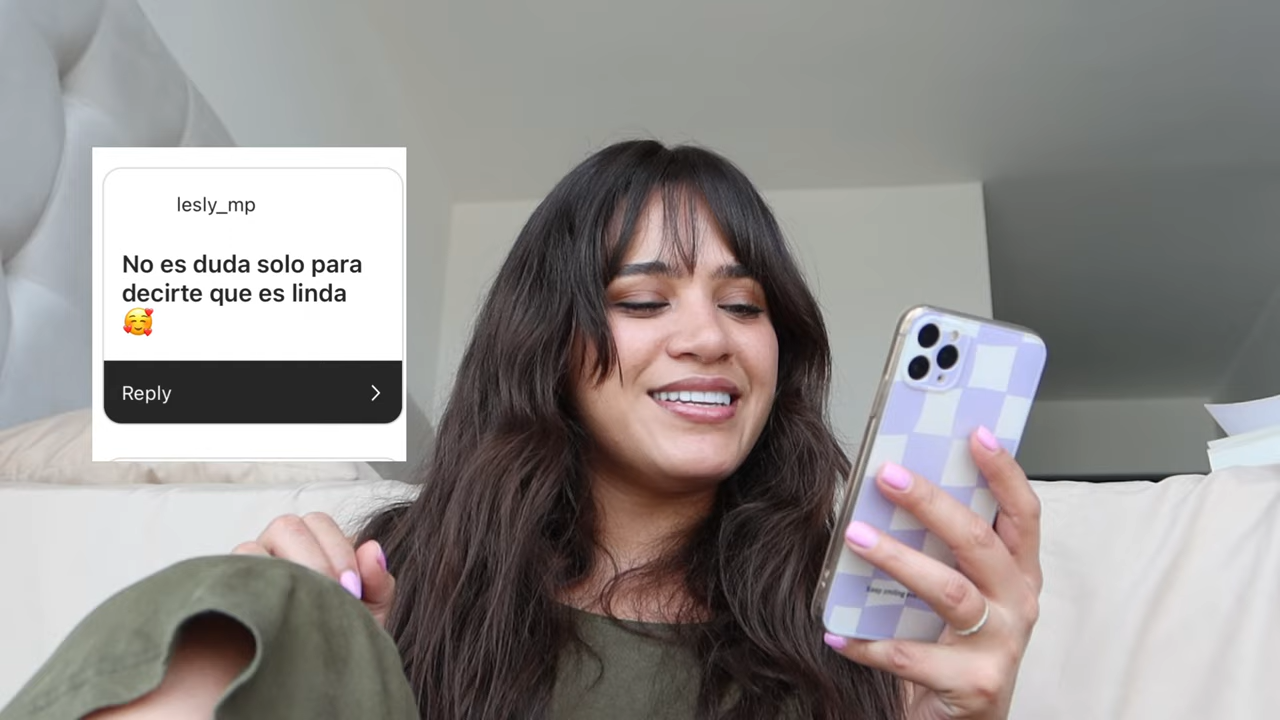 lesly_mp
No es duda solo para
decirte que es linda
🥰
Reply